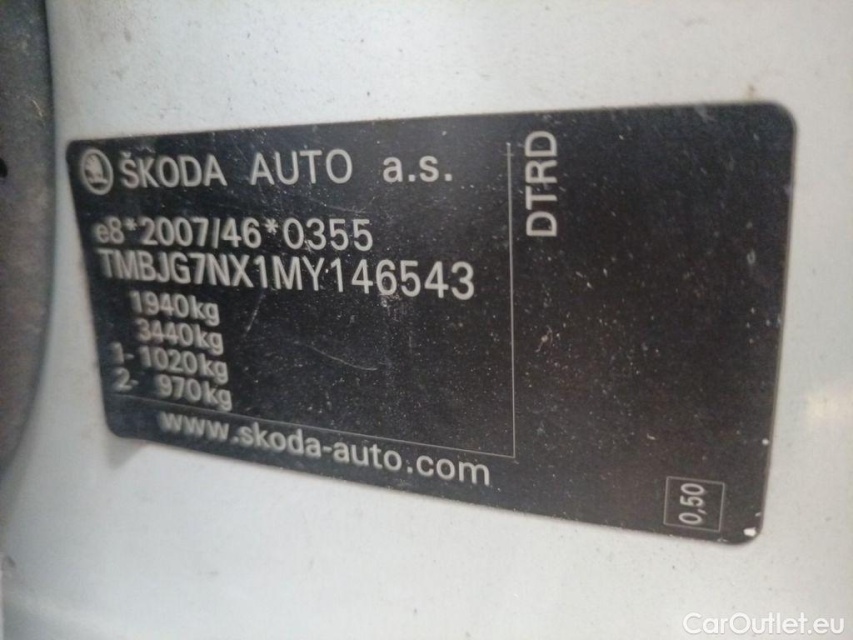 ŠKODA AUTO a.s.
e8*2007/46*0355
TMBJG7NX1MY146543
1940kg
3440kg
1- 1020kg
2- 970kg
www.skoda-auto.com
DTRD
0,50
CarOutlet.eu